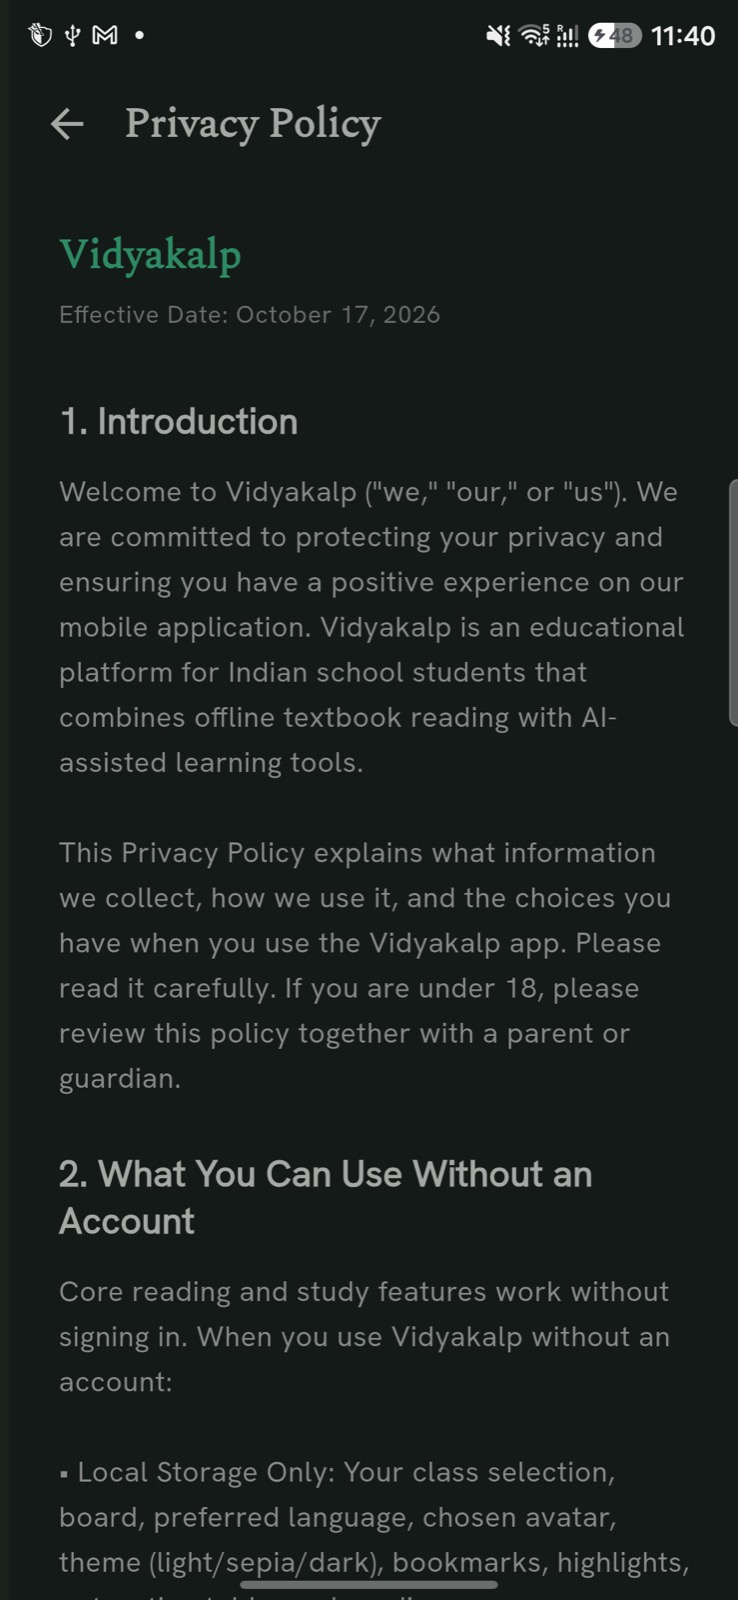 48 11:40
Privacy Policy
Vidyakalp
Effective Date: October 17, 2026
1. Introduction
Welcome to Vidyakalp ("we," "our," or "us"). We
are committed to protecting your privacy and
ensuring you have a positive experience on our
mobile application. Vidyakalp is an educational
platform for Indian school students that
combines offline textbook reading with AI-
assisted learning tools.
This Privacy Policy explains what information
we collect, how we use it, and the choices you
have when you use the Vidyakalp app. Please
read it carefully. If you are under 18, please
review this policy together with a parent or
guardian.
2. What You Can Use Without an
Account
Core reading and study features work without
signing in. When you use Vidyakalp without an
account:
▪ Local Storage Only: Your class selection,
board, preferred language, chosen avatar,
theme (light/sepia/dark), bookmarks, highlights,